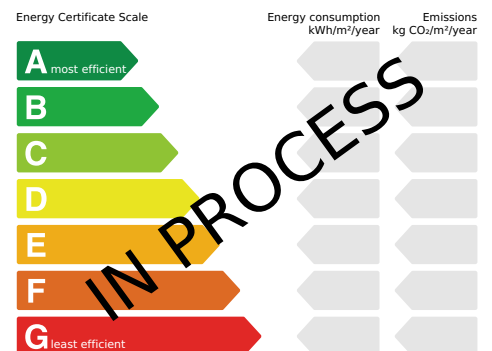 Energy Certificate Scale
Energy consumption
kWh/m²/year
Emissions
kg CO₂/m²/year
A most efficient
B
C
D
E
F
G least efficient
IN PROCESS